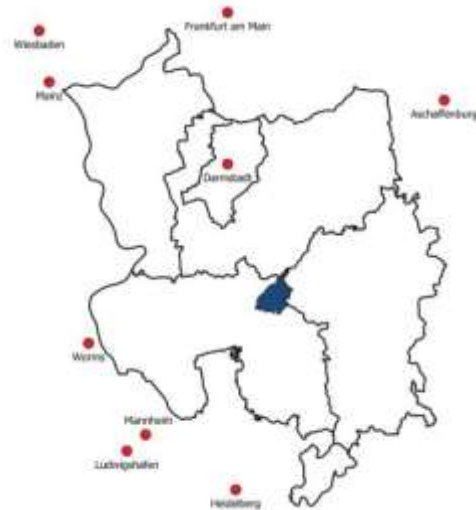 Frankfurt am Main
Wiesbaden
Mainz
Aschaffenburg
Darmstadt
Worms
Mannheim
Ludwigshafen
Heidelberg